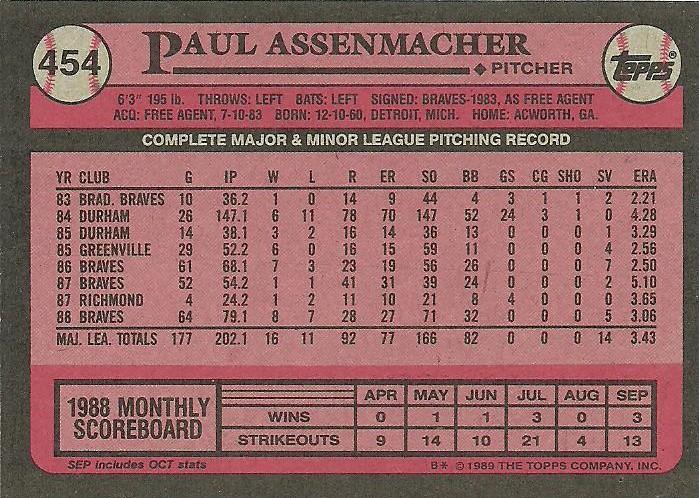 454
PAUL ASSENMACHER
PITCHER
TOPPS®
6'3" 195 lb. THROWS: LEFT BATS: LEFT SIGNED: BRAVES-1983, AS FREE AGENT
ACQ: FREE AGENT, 7-10-83 BORN: 12-10-60, DETROIT, MICH. HOME: ACWORTH, GA.
COMPLETE MAJOR & MINOR LEAGUE PITCHING RECORD
YR CLUB G IP W L R ER SO BB GS CG SHO SV ERA
83 BRAD. BRAVES 10 36.2 1 0 14 9 44 4 3 1 1 2 2.21
84 DURHAM 26 147.1 6 11 78 70 147 52 24 3 1 0 4.28
85 DURHAM 14 38.1 3 2 16 14 36 13 0 0 0 1 3.29
85 GREENVILLE 29 52.2 6 0 16 15 59 11 0 0 0 4 2.56
86 BRAVES 61 68.1 7 3 23 19 56 26 0 0 0 7 2.50
87 BRAVES 52 54.2 1 1 41 31 39 24 0 0 0 2 5.10
87 RICHMOND 4 24.2 1 2 11 10 21 8 4 0 0 0 3.65
88 BRAVES 64 79.1 8 7 28 27 71 32 0 0 0 5 3.06
MAJ. LEA. TOTALS 177 202.1 16 11 92 77 166 82 0 0 0 14 3.43
1988 MONTHLY
SCOREBOARD
APR MAY JUN JUL AUG SEP
WINS 0 1 1 3 0 3
STRIKEOUTS 9 14 10 21 4 13
SEP includes OCT stats
B* © 1989 THE TOPPS COMPANY, INC.